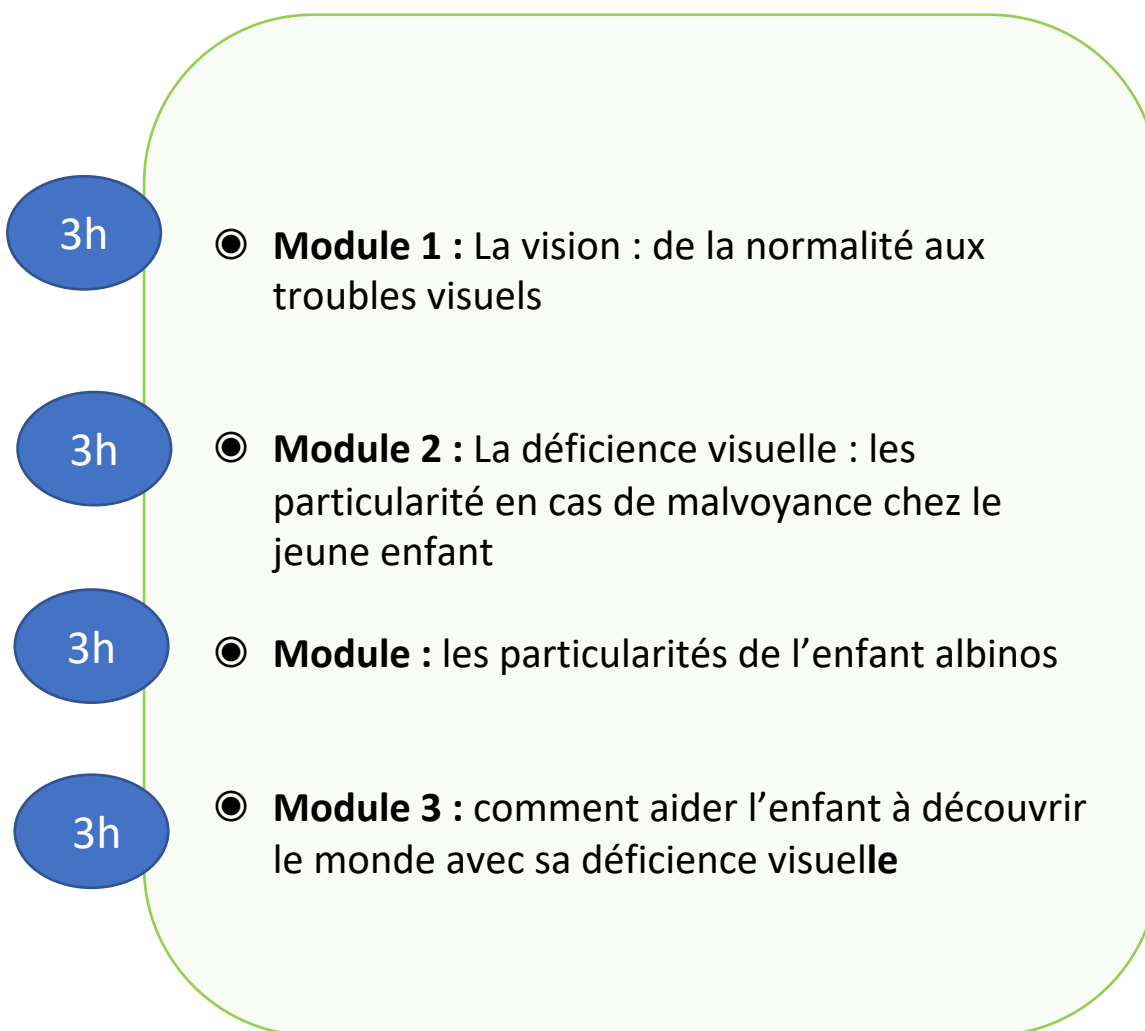 3h
◉ Module 1 : La vision : de la normalité aux
troubles visuels
3h
◉ Module 2 : La déficience visuelle : les
particularité en cas de malvoyance chez le
jeune enfant
3h
◉ Module : les particularités de l’enfant albinos
3h
◉ Module 3 : comment aider l’enfant à découvrir
le monde avec sa déficience visuelle